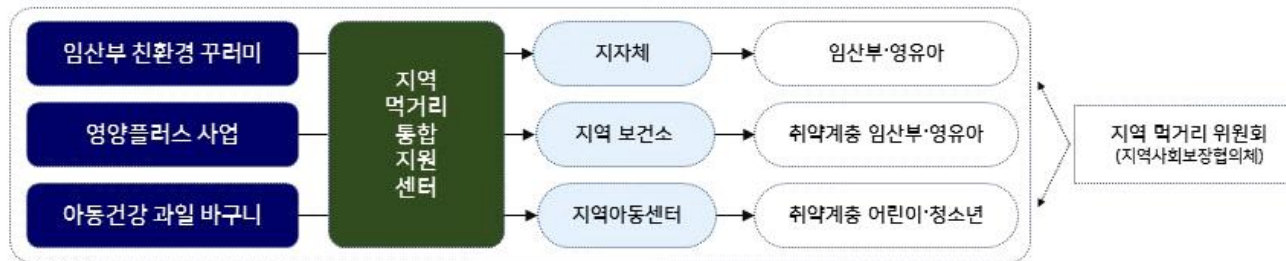 임산부 친환경 꾸러미
영양플러스 사업
아동건강 과일 바구니
지역
먹거리
통합
지원
센터
지자체
지역 보건소
지역아동센터
임산부·영유아
취약계층 임산부·영유아
취약계층 어린이·청소년
지역 먹거리 위원회
(지역사회보장협의체)